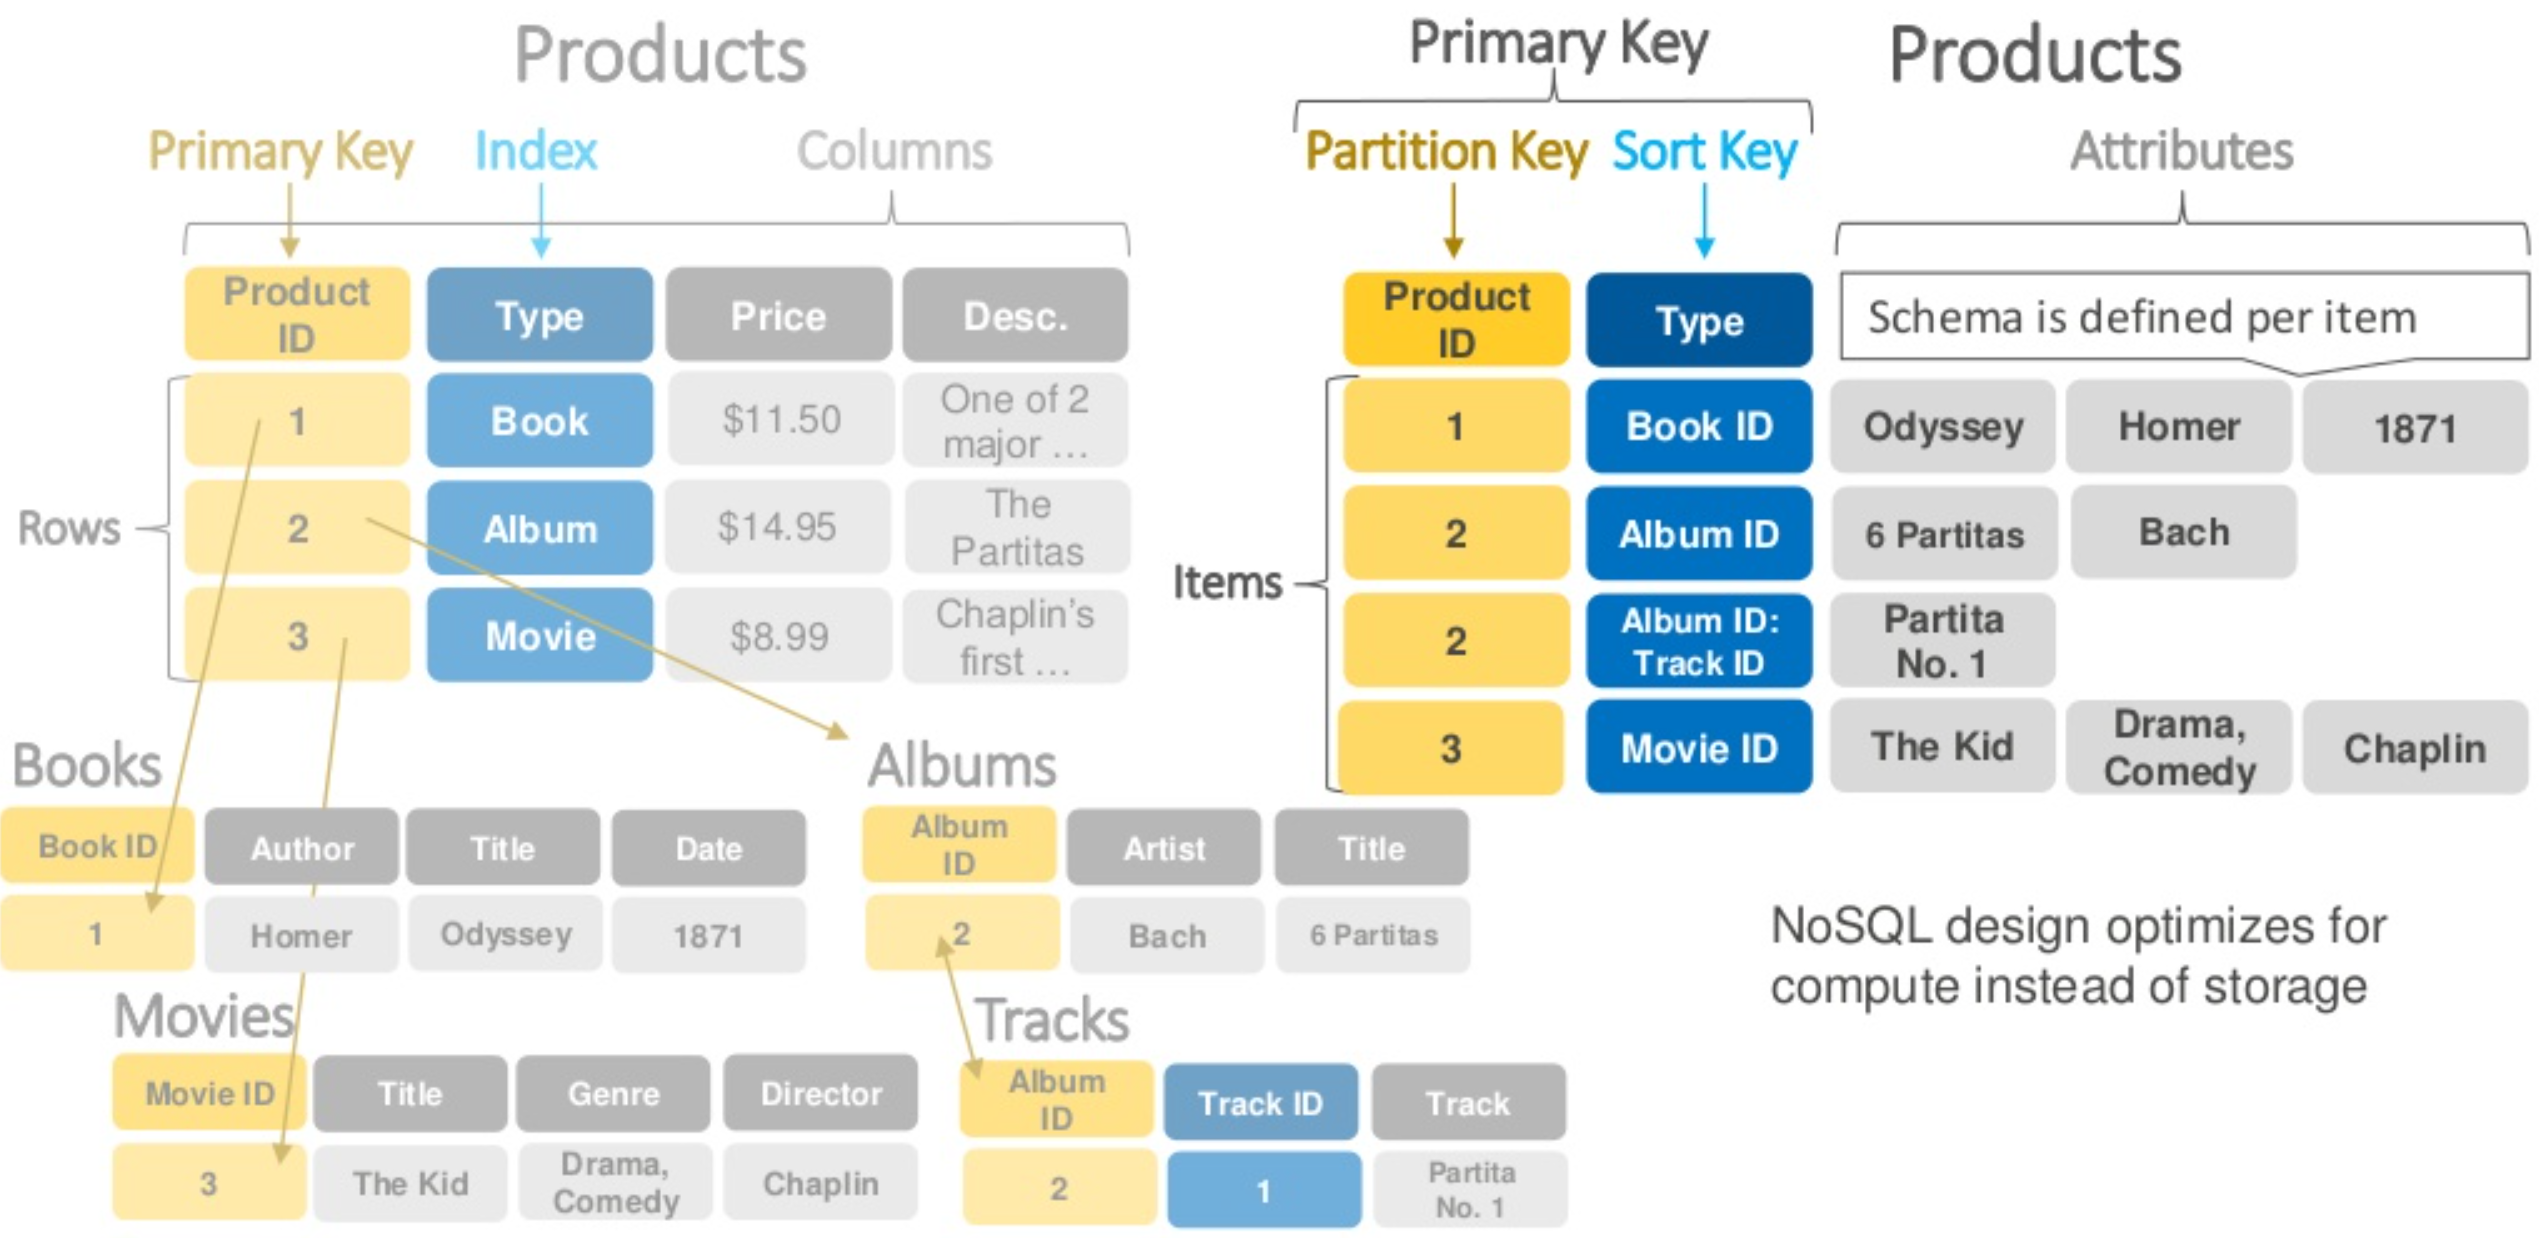 Products
Primary Key
Index
Columns
Product
ID
Type
Price
Desc.
Rows
1
Book
$11.50
One of 2
major ...
2
Album
$14.95
The
Partitas
3
Movie
$8.99
Chaplin's
first ...
Books
Book ID
Author
Title
Date
1
Homer
Odyssey
1871
Albums
Album
ID
Artist
Title
2
Bach
6 Partitas
Movies
Movie ID
Title
Genre
Director
3
The Kid
Drama,
Comedy
Chaplin
Tracks
Album
ID
Track ID
Track
2
1
Partita
No. 1
Primary Key
Products
Partition Key
Sort Key
Attributes
Product
ID
Type
Schema is defined per item
Items
1
Book ID
Odyssey
Homer
1871
2
Album ID
6 Partitas
Bach
2
Album ID:
Track ID
Partita
No. 1
3
Movie ID
The Kid
Drama,
Comedy
Chaplin
NoSQL design optimizes for
compute instead of storage